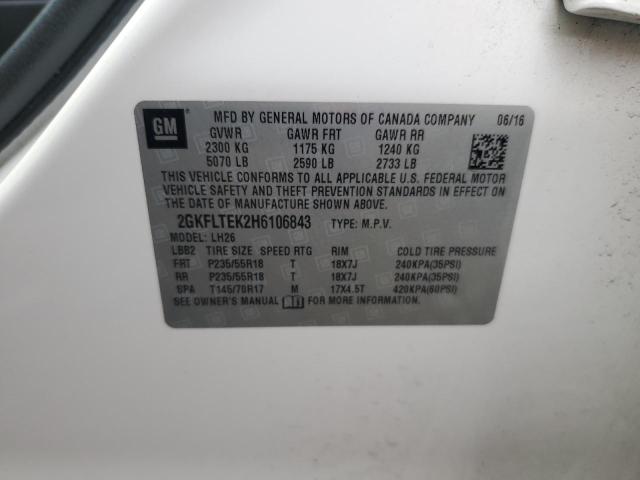 GM MFD BY GENERAL MOTORS OF CANADA COMPANY 06/16
GVWR GAWR FRT GAWR RR
2300 KG 1175 KG 1240 KG
5070 LB 2590 LB 2733 LB
THIS VEHICLE CONFORMS TO ALL APPLICABLE U.S. FEDERAL MOTOR
VEHICLE SAFETY AND THEFT PREVENTION STANDARDS IN EFFECT ON
THE DATE OF MANUFACTURE SHOWN ABOVE.
2GKFLTEK2H6106843 TYPE: M.P.V.
MODEL: LH26
LBB2 TIRE SIZE SPEED RTG RIM COLD TIRE PRESSURE
FRT P235/55R18 T 18X7J 240KPA(35PSI)
RR P235/55R18 T 18X7J 240KPA(35PSI)
SPA T145/70R17 M 17X4.5T 420KPA(60PSI)
SEE OWNER'S MANUAL FOR MORE INFORMATION.